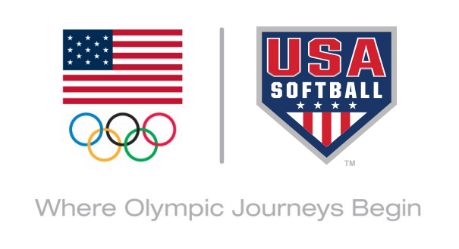 USA
SOFTBALL
TM
Where Olympic Journeys Begin